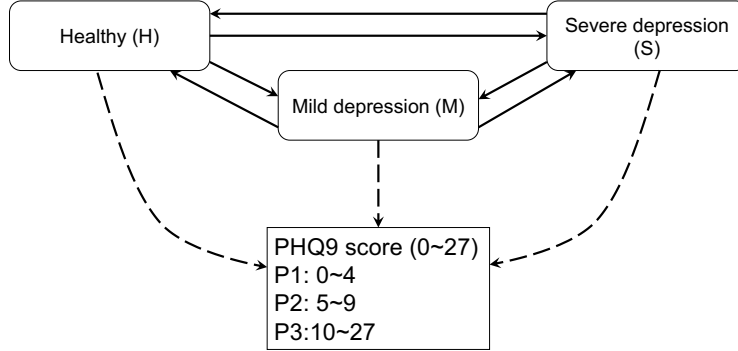 Healthy (H)
Severe depression
(S)
Mild depression (M)
PHQ9 score (0~27)
P1: 0~4
P2: 5~9
P3:10~27